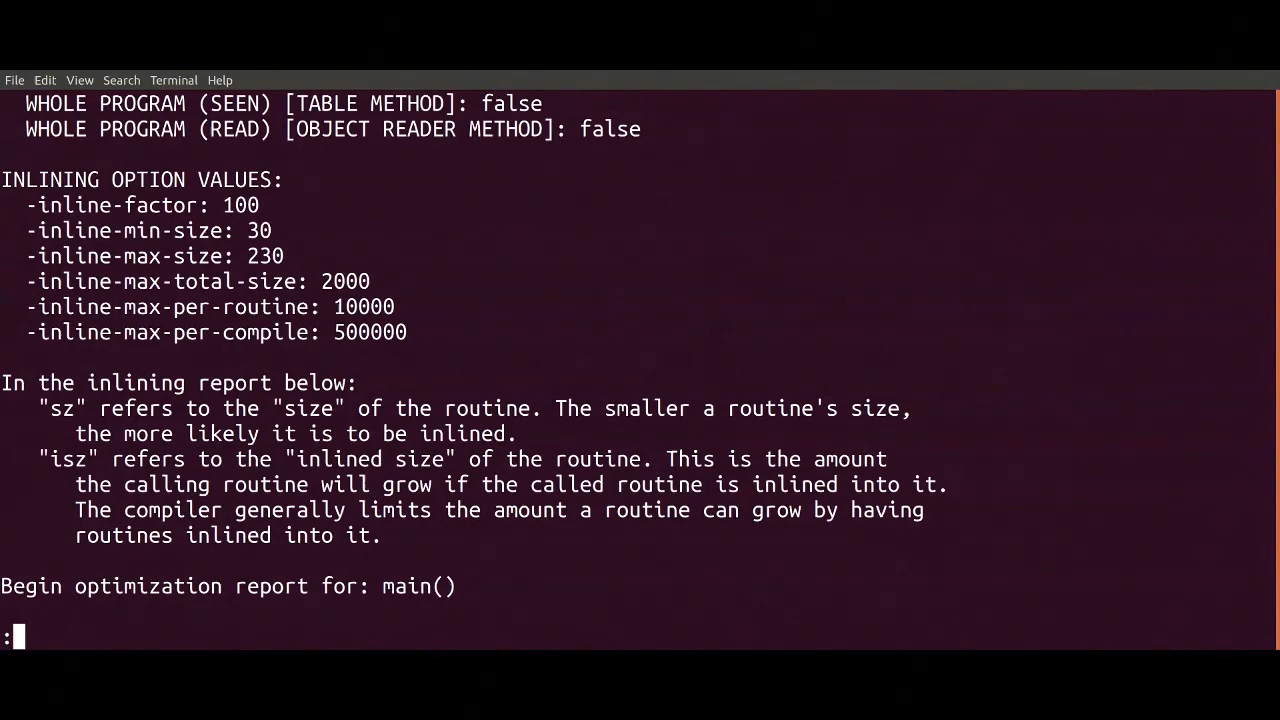 File Edit View Search Terminal Help
WHOLE PROGRAM (SEEN) [TABLE METHOD]: false
WHOLE PROGRAM (READ) [OBJECT READER METHOD]: false
INLINING OPTION VALUES:
-inline-factor: 100
-inline-min-size: 30
-inline-max-size: 230
-inline-max-total-size: 2000
-inline-max-per-routine: 10000
-inline-max-per-compile: 500000
In the inlining report below:
"sz" refers to the "size" of the routine. The smaller a routine's size,
the more likely it is to be inlined.
"isz" refers to the "inlined size" of the routine. This is the amount
the calling routine will grow if the called routine is inlined into it.
The compiler generally limits the amount a routine can grow by having
routines inlined into it.
Begin optimization report for: main()
: